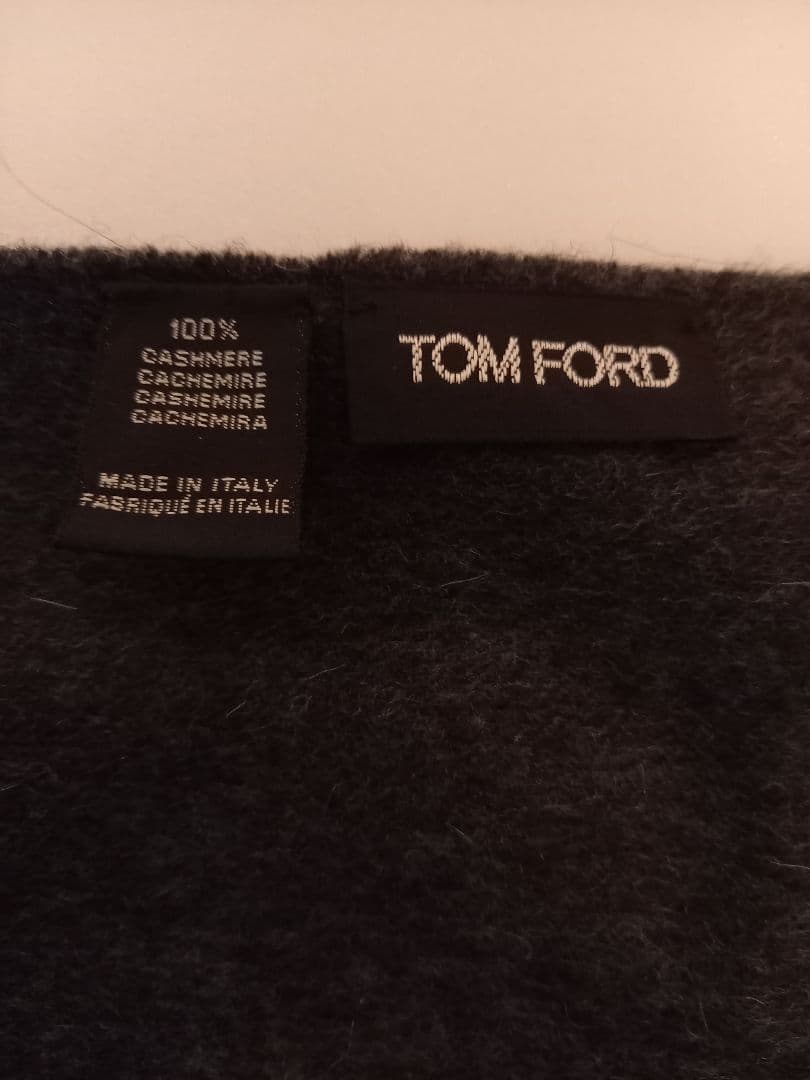 100%
CASHMERE
CACHEMIRE
CASHEMIRE
CACHEMIRA
MADE IN ITALY
FABRIQUÉ EN ITALIE
TOM FORD